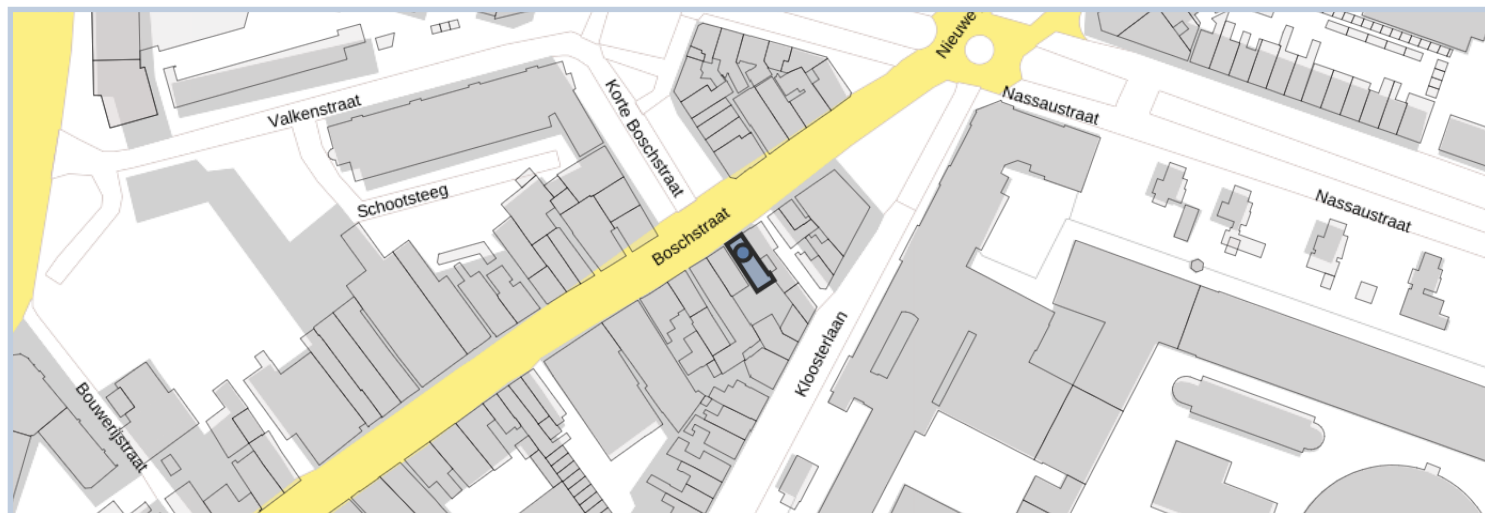 Nieuwe
Nassaustraat
Valkenstraat
Korte Boschstraat
Schootsteeg
Nassaustraat
Boschstraat
Kloosterlaan
Bouwerijstraat